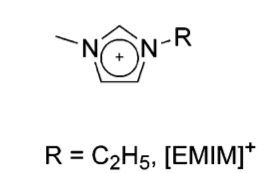 N + N R
R = C2H5, [EMIM]+